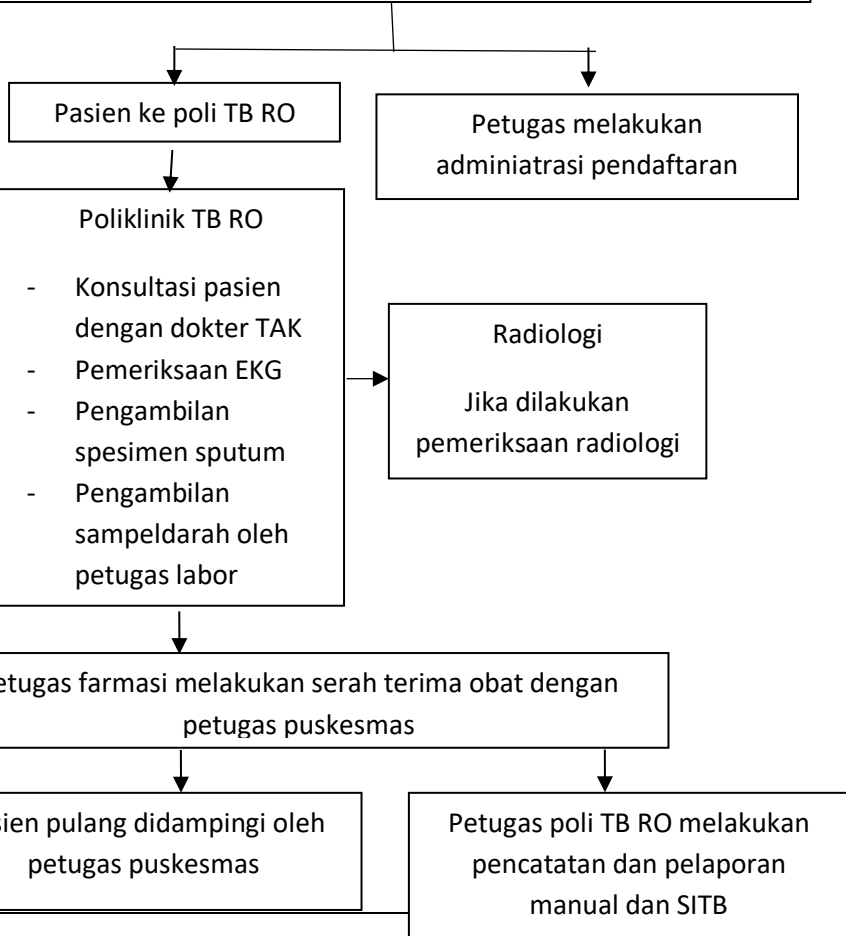 Pasien ke poli TB RO
Petugas melakukan
adminiatrasi pendaftaran
Poliklinik TB RO
- Konsultasi pasien
dengan dokter TAK
- Pemeriksaan EKG
- Pengambilan
spesimen sputum
- Pengambilan
sampeldarah oleh
petugas labor
Radiologi
Jika dilakukan
pemeriksaan radiologi
etugas farmasi melakukan serah terima obat dengan
petugas puskesmas
sien pulang didampingi oleh
petugas puskesmas
Petugas poli TB RO melakukan
pencatatan dan pelaporan
manual dan SITB